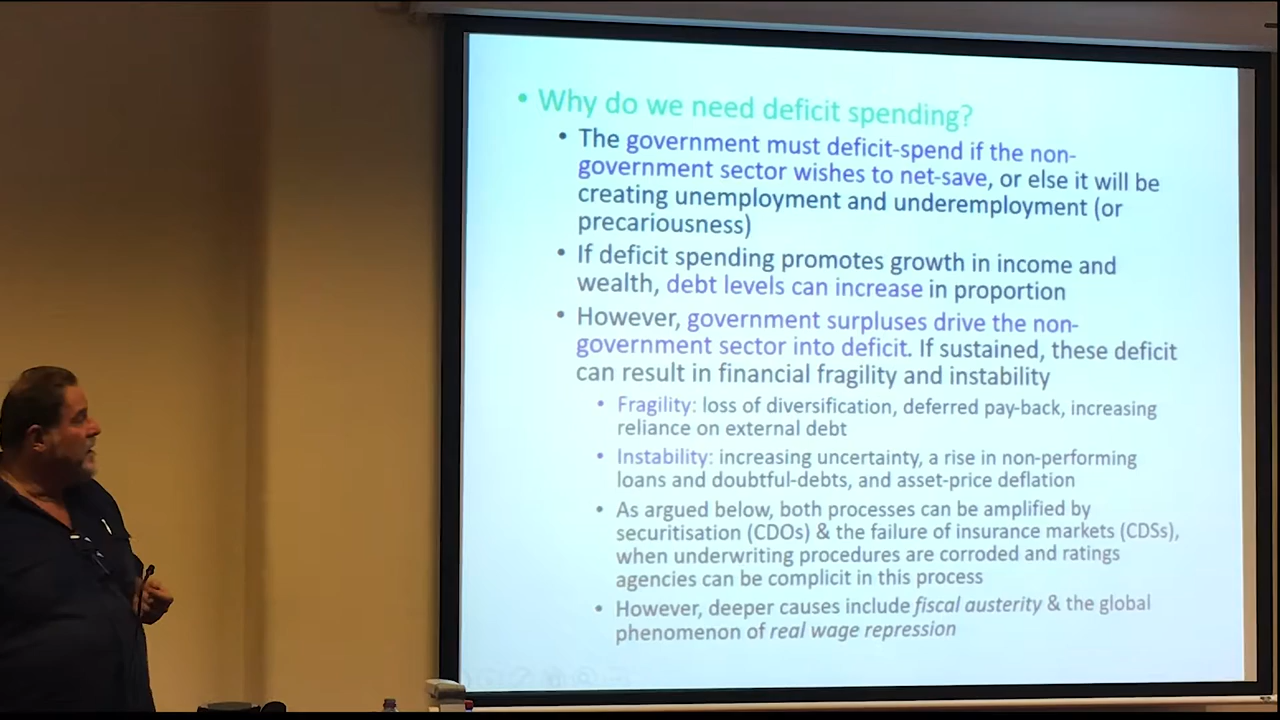 • Why do we need deficit spending?
• The government must deficit-spend if the non-
government sector wishes to net-save, or else it will be
creating unemployment and underemployment (or
precariousness)
• If deficit spending promotes growth in income and
wealth, debt levels can increase in proportion
• However, government surpluses drive the non-
government sector into deficit. If sustained, these deficit
can result in financial fragility and instability
• Fragility: loss of diversification, deferred pay-back, increasing
reliance on external debt
• Instability: increasing uncertainty, a rise in non-performing
loans and doubtful-debts, and asset-price deflation
• As argued below, both processes can be amplified by
securitisation (CDOs) & the failure of insurance markets (CDSs),
when underwriting procedures are corroded and ratings
agencies can be complicit in this process
• However, deeper causes include fiscal austerity & the global
phenomenon of real wage repression